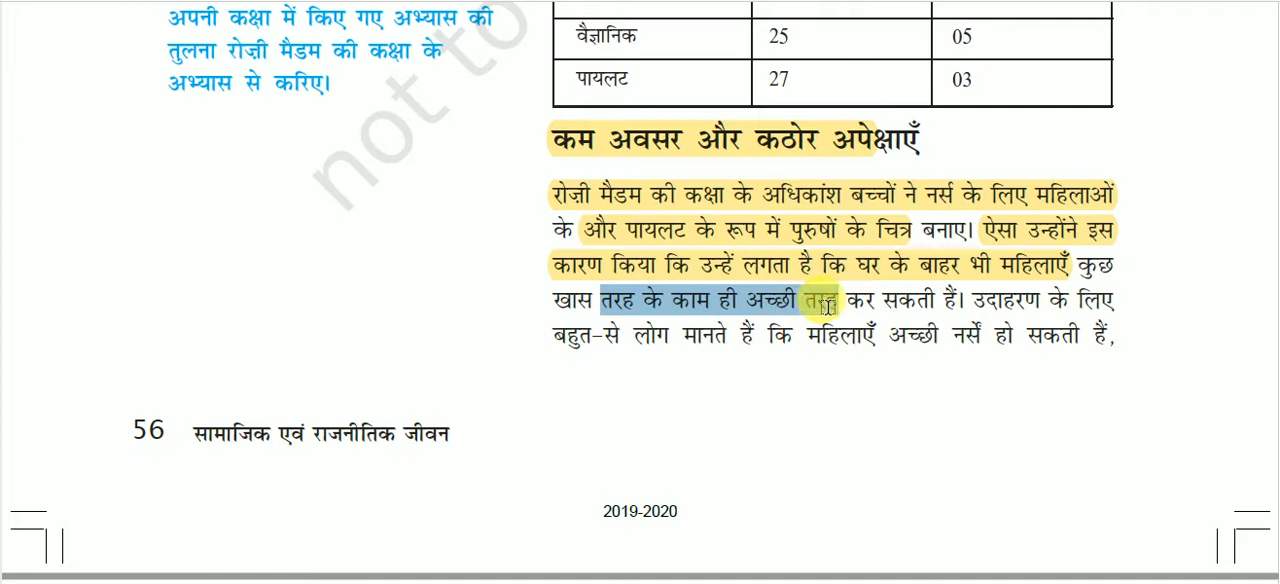 अपनी कक्षा में किए गए अभ्यास की
तुलना रोज़ी मैडम की कक्षा के
अभ्यास से करिए।
वैज्ञानिक 25 05
पायलट 27 03
not to
कम अवसर और कठोर अपेक्षाएँ
रोज़ी मैडम की कक्षा के अधिकांश बच्चों ने नर्स के लिए महिलाओं
के और पायलट के रूप में पुरुषों के चित्र बनाए। ऐसा उन्होंने इस
कारण किया कि उन्हें लगता है कि घर के बाहर भी महिलाएँ कुछ
खास तरह के काम ही अच्छी तरह कर सकती हैं। उदाहरण के लिए
बहुत-से लोग मानते हैं कि महिलाएँ अच्छी नर्सें हो सकती हैं,
56 सामाजिक एवं राजनीतिक जीवन
2019-2020